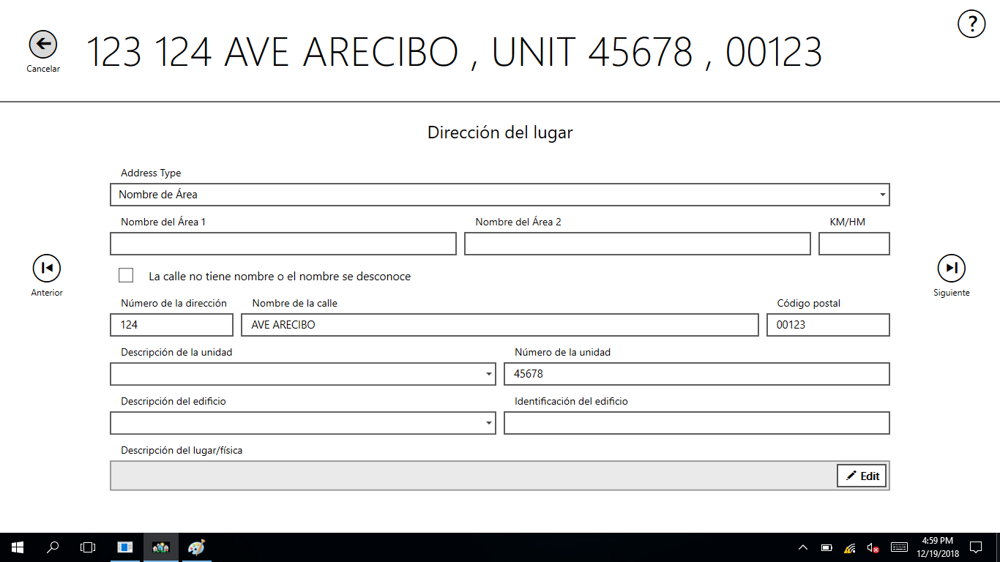 ?
Cancelar
123 124 AVE ARECIBO , UNIT 45678 , 00123
Dirección del lugar
Address Type
Nombre de Área
Nombre del Área 1 Nombre del Área 2 KM/HM
La calle no tiene nombre o el nombre se desconoce
Anterior
Siguiente
Número de la dirección Nombre de la calle Código postal
124 AVE ARECIBO 00123
Descripción de la unidad Número de la unidad
45678
Descripción del edificio Identificación del edificio
Descripción del lugar/física
Edit
4:59 PM
12/19/2018